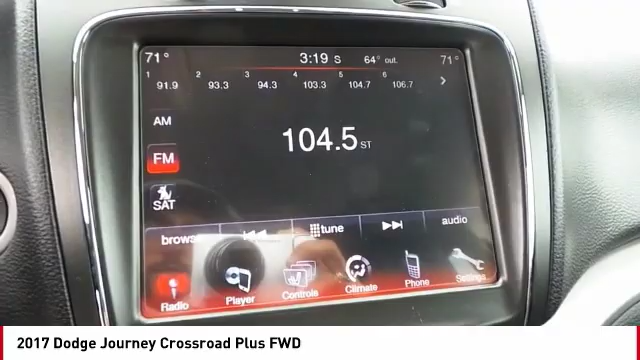 71° 3:19 S 64° out. 71°
1 2 3 4 5 6
91.9 93.3 94.3 103.3 104.7 106.7
AM
104.5 ST
FM
SAT
browse tune audio
Radio Player Controls Climate Phone Settings
2017 Dodge Journey Crossroad Plus FWD